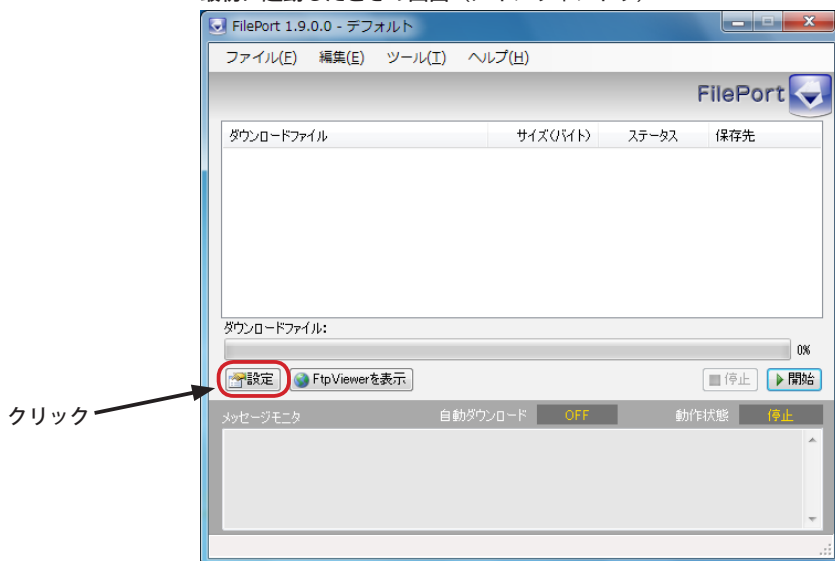 FilePort 1.9.0.0 - デフォルト
ファイル(F) 編集(E) ツール(T) ヘルプ(H)
FilePort
ダウンロードファイル サイズ(バイト) ステータス 保存先
ダウンロードファイル:
0%
設定 FtpViewerを表示 停止 開始
クリック
メッセージモニタ 自動ダウンロード OFF 動作状態 停止